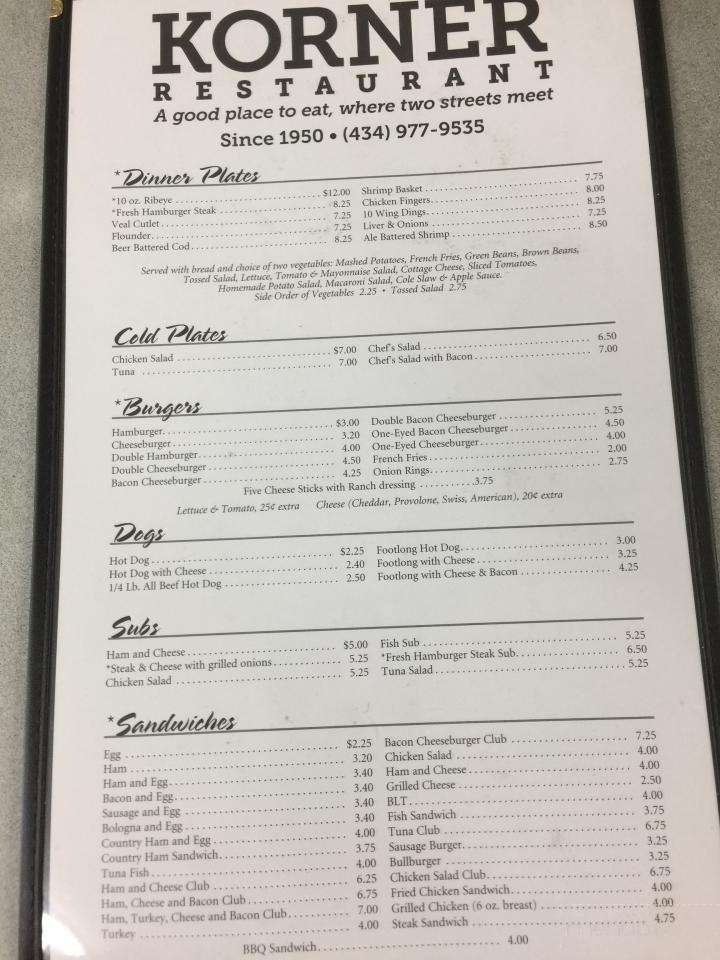 KORNER
RESTAURANT
A good place to eat, where two streets meet
Since 1950 • (434) 977-9535
*Dinner Plates
*10 oz. Ribeye $12.00
*Fresh Hamburger Steak 8.25
Veal Cutlet 7.25
Flounder 7.25
Beer Battered Cod 8.25
Shrimp Basket 7.75
Chicken Fingers 8.00
10 Wing Dings 8.25
Liver & Onions 7.25
Ale Battered Shrimp 8.50
Served with bread and choice of two vegetables: Mashed Potatoes, French Fries, Green Beans, Brown Beans,
Tossed Salad, Lettuce, Tomato & Mayonnaise Salad, Cottage Cheese, Sliced Tomatoes,
Homemade Potato Salad, Macaroni Salad, Cole Slaw & Apple Sauce.
Side Order of Vegetables 2.25 • Tossed Salad 2.75
Cold Plates
Chicken Salad $7.00
Tuna 7.00
Chef's Salad 6.50
Chef's Salad with Bacon 7.00
*Burgers
Hamburger $3.00
Cheeseburger 3.20
Double Hamburger 4.00
Double Cheeseburger 4.50
Bacon Cheeseburger 4.25
Double Bacon Cheeseburger 5.25
One-Eyed Bacon Cheeseburger 4.50
One-Eyed Cheeseburger 4.00
French Fries 2.00
Onion Rings 2.75
Five Cheese Sticks with Ranch dressing 3.75
Lettuce & Tomato, 25¢ extra Cheese (Cheddar, Provolone, Swiss, American), 20¢ extra
Dogs
Hot Dog $2.25
Hot Dog with Cheese 2.40
1/4 Lb. All Beef Hot Dog 2.50
Footlong Hot Dog 3.00
Footlong with Cheese 3.25
Footlong with Cheese & Bacon 4.25
Subs
Ham and Cheese $5.00
*Steak & Cheese with grilled onions 5.25
Chicken Salad 5.25
Fish Sub 5.25
*Fresh Hamburger Steak Sub 6.50
Tuna Salad 5.25
*Sandwiches
Egg $2.25
Ham 3.20
Ham and Egg 3.40
Bacon and Egg 3.40
Sausage and Egg 3.40
Bologna and Egg 3.40
Country Ham and Egg 4.00
Country Ham Sandwich 3.75
Tuna Fish 4.00
Ham and Cheese Club 6.25
Ham, Cheese and Bacon Club 6.75
Ham, Turkey, Cheese and Bacon Club 7.00
Turkey 4.00
Bacon Cheeseburger Club 7.25
Chicken Salad 4.00
Ham and Cheese 4.00
Grilled Cheese 2.50
BLT 4.00
Fish Sandwich 3.75
Tuna Club 6.75
Sausage Burger 3.25
Bullburger 3.25
Chicken Salad Club 6.75
Fried Chicken Sandwich 4.00
Grilled Chicken (6 oz. breast) 4.00
Steak Sandwich 4.75
BBQ Sandwich 4.00